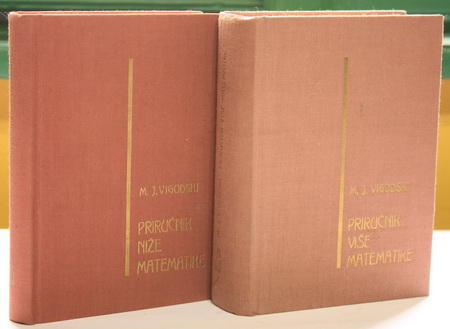 M. J. VIGODSKI
PRIRUČNIK
NIŽE
MATEMATIKE
M. J. VIGODSKI
PRIRUČNIK
VIŠE
MATEMATIKE